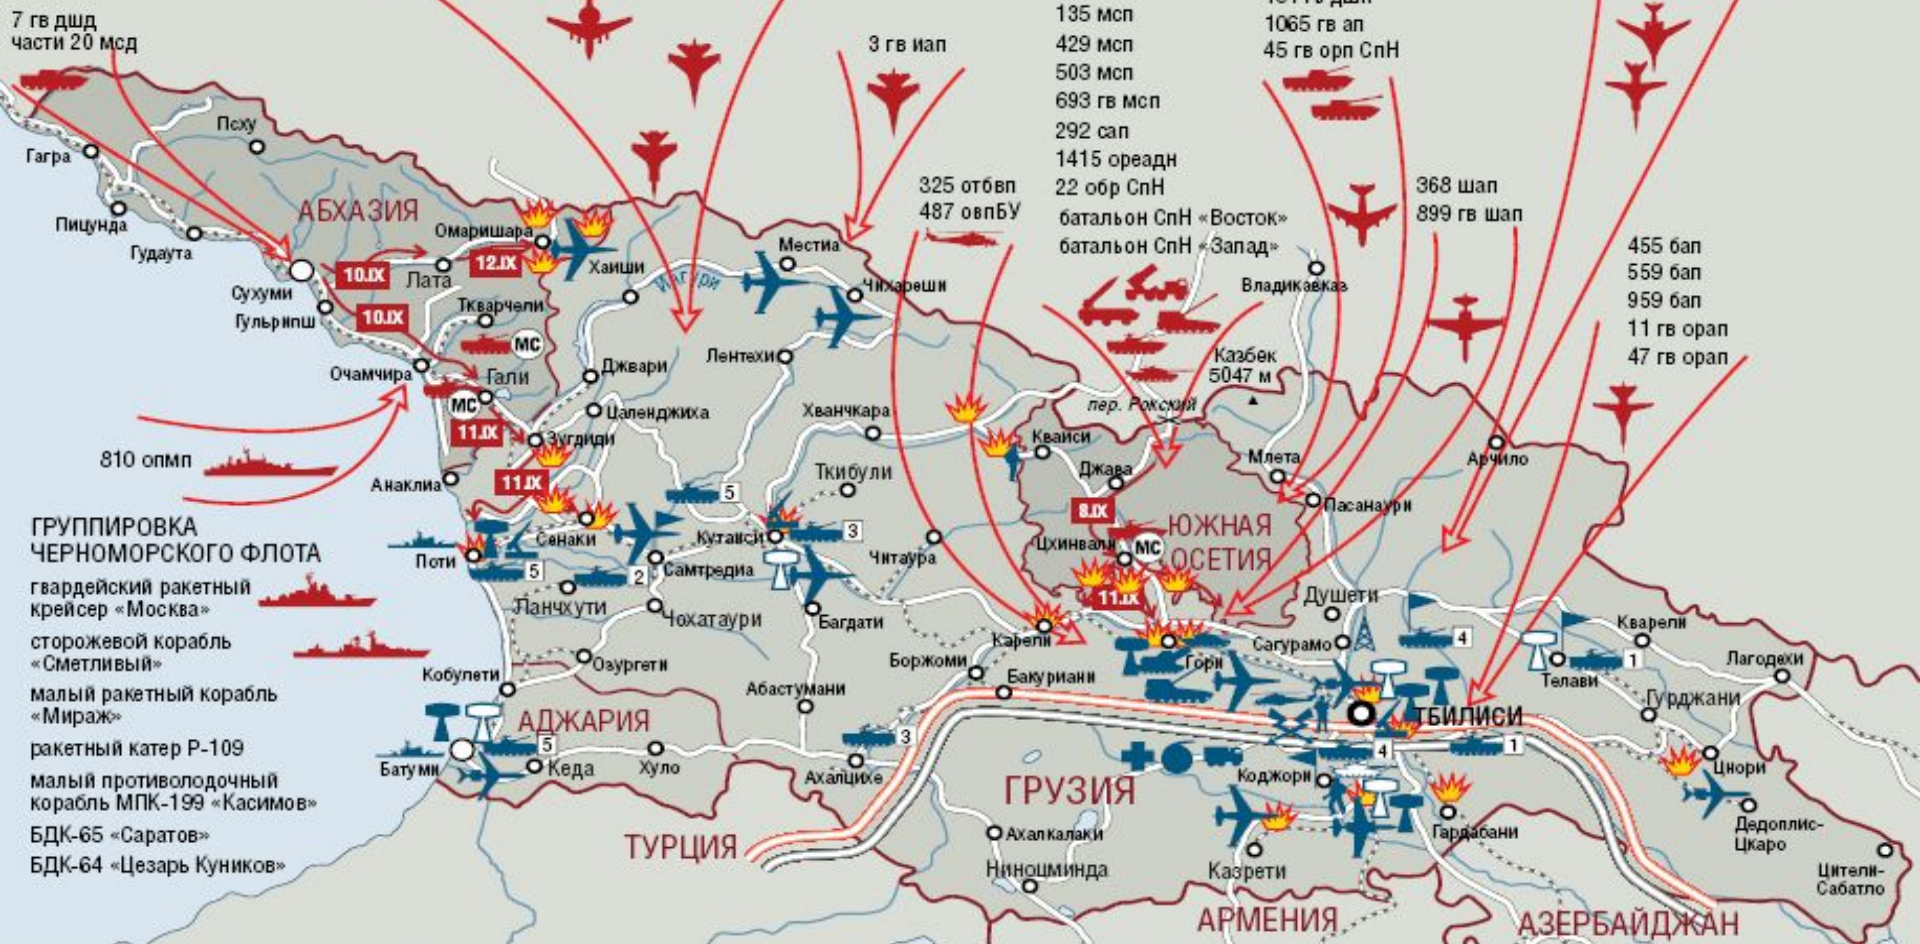 7 гв дшд
части 20 мсд
3 гв иап
135 мсп
429 мсп
503 мсп
693 гв мсп
292 сап
1415 ореадн
22 обр СпН
батальон СпН «Восток»
батальон СпН «Запад»
1065 гв ап
45 гв орп СпН
325 отбвп
487 овпБУ
368 шап
899 гв шап
455 бап
559 бап
959 бап
11 гв орап
47 гв орап
Псху
Гагра
Пицунда
Гудаута
АБХАЗИЯ
Омаришара
10.IX
Лата
12.IX
Хаиши
Ингури
Местиа
Чихареши
Владикавказ
Сухуми
Гульрипш
10.IX
Ткварчели
МС
Очамчира
Гали
МС
Джвари
Лентехи
Казбек
5047 м
пер. Рокский
Цаленджиха
Хванчкара
11.IX
Зугдиди
Квайси
Млета
Арчило
810 опмп
Анаклиа
11.IX
5
Ткибули
Джава
Пасанаури
8.IX
ЮЖНАЯ
ОСЕТИЯ
Цхинвали
МС
11.IX
ГРУППИРОВКА
ЧЕРНОМОРСКОГО ФЛОТА
гвардейский ракетный
крейсер «Москва»
сторожевой корабль
«Сметливый»
малый ракетный корабль
«Мираж»
ракетный катер Р-109
малый противолодочный
корабль МПК-199 «Касимов»
БДК-65 «Саратов»
БДК-64 «Цезарь Куников»
Поти
5
Сенаки
2
Кутаиси
3
Самтредиа
Читаура
Ланчхути
Чохатаури
Багдати
Карели
Душети
Сагурамо
4
Кварели
1
Телави
Лагодехи
Гурджани
Кобулети
Озургети
Абастумани
Боржоми
Бакуриани
Гори
ТБИЛИСИ
АДЖАРИЯ
Батуми
5
Кеда
Хуло
3
Ахалцихе
4
1
Коджори
Цнори
ГРУЗИЯ
ТУРЦИЯ
Ахалкалаки
Ниноцминда
Казрети
Гардабани
Дедоплис-
Цкаро
Цители-
Сабатло
АРМЕНИЯ
АЗЕРБАЙДЖАН